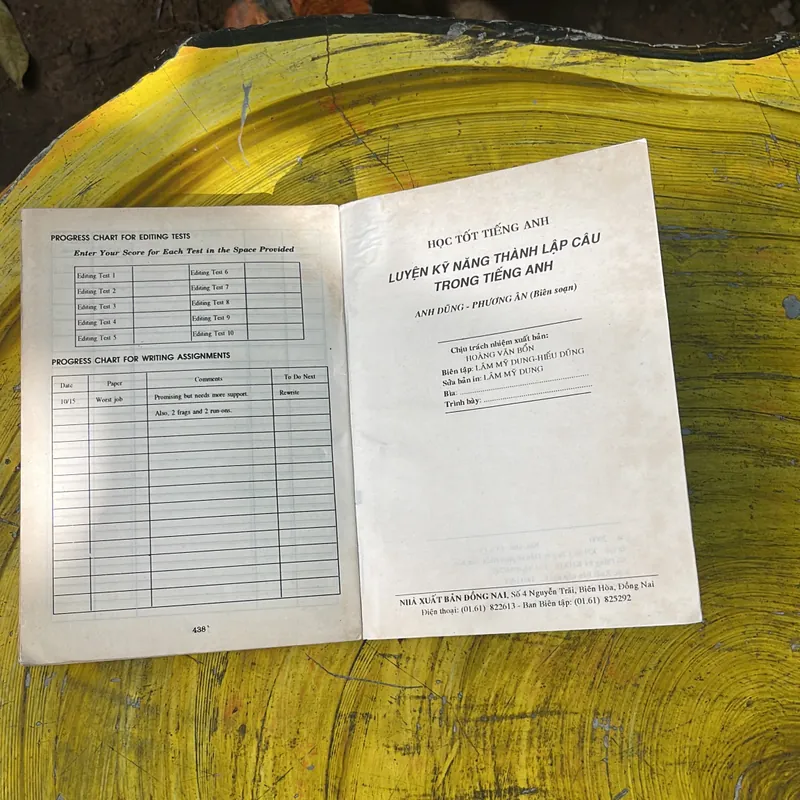 PROGRESS CHART FOR EDITING TESTS
Enter Your Score for Each Test in the Space Provided
Editing Test 1 Editing Test 6
Editing Test 2 Editing Test 7
Editing Test 3 Editing Test 8
Editing Test 4 Editing Test 9
Editing Test 5 Editing Test 10
PROGRESS CHART FOR WRITING ASSIGNMENTS
Date Paper Comments To Do Next
10/15 Worst job Promising but needs more support. Rewrite
Also, 2 frags and 2 run-ons.
438
HỌC TỐT TIẾNG ANH
LUYỆN KỸ NĂNG THÀNH LẬP CÂU
TRONG TIẾNG ANH
ANH DŨNG - PHƯƠNG ÂN (Biên soạn)
Chịu trách nhiệm xuất bản:
HOÀNG VĂN BỔN
Biên tập: LÂM MỸ DUNG-HIẾU DŨNG
Sửa bản in: LÂM MỸ DUNG
Bìa: ..........................................
Trình bày: ..................................
NHÀ XUẤT BẢN ĐỒNG NAI, Số 4 Nguyễn Trãi, Biên Hòa, Đồng Nai
Điện thoại: (01.61) 822613 - Ban Biên tập: (01.61) 825292